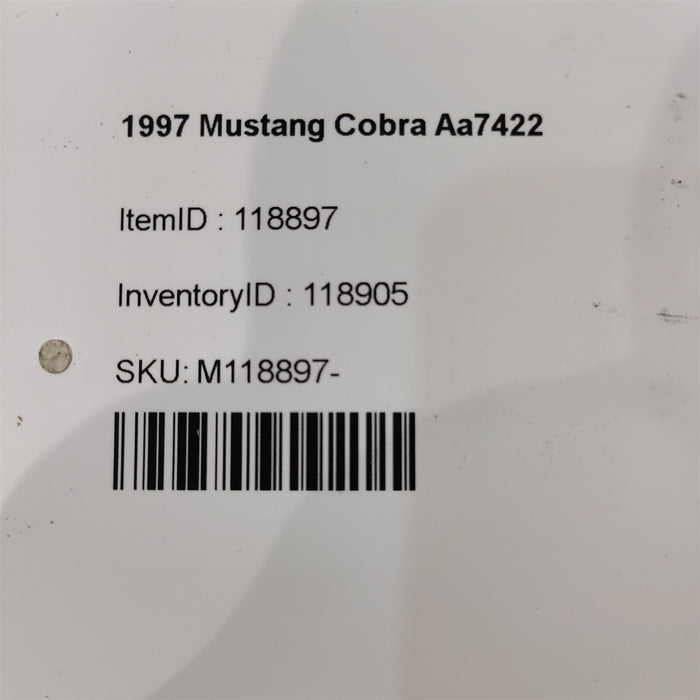 1997 Mustang Cobra Aa7422
ItemID : 118897
InventoryID : 118905
SKU: M118897-